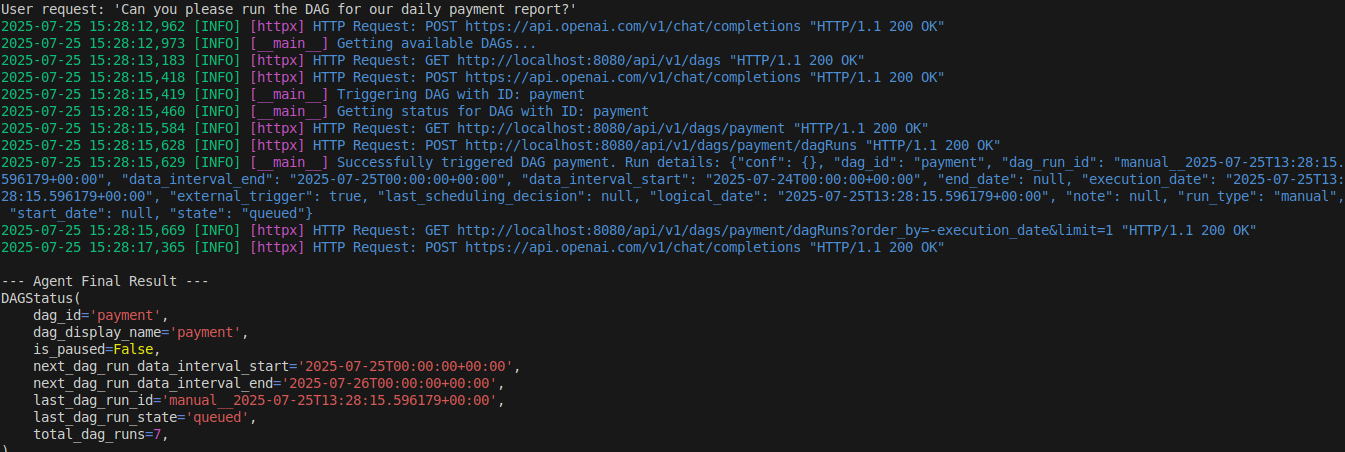 User request: 'Can you please run the DAG for our daily payment report?'
2025-07-25 15:28:12,962 [INFO] [httpx] HTTP Request: POST https://api.openai.com/v1/chat/completions "HTTP/1.1 200 OK"
2025-07-25 15:28:12,973 [INFO] [__main__] Getting available DAGs...
2025-07-25 15:28:13,183 [INFO] [httpx] HTTP Request: GET http://localhost:8080/api/v1/dags "HTTP/1.1 200 OK"
2025-07-25 15:28:15,418 [INFO] [httpx] HTTP Request: POST https://api.openai.com/v1/chat/completions "HTTP/1.1 200 OK"
2025-07-25 15:28:15,419 [INFO] [__main__] Triggering DAG with ID: payment
2025-07-25 15:28:15,460 [INFO] [__main__] Getting status for DAG with ID: payment
2025-07-25 15:28:15,584 [INFO] [httpx] HTTP Request: GET http://localhost:8080/api/v1/dags/payment "HTTP/1.1 200 OK"
2025-07-25 15:28:15,628 [INFO] [httpx] HTTP Request: POST http://localhost:8080/api/v1/dags/payment/dagRuns "HTTP/1.1 200 OK"
2025-07-25 15:28:15,629 [INFO] [__main__] Successfully triggered DAG payment. Run details: {"conf": {}, "dag_id": "payment", "dag_run_id": "manual__2025-07-25T13:28:15.
596179+00:00", "data_interval_end": "2025-07-25T00:00:00+00:00", "data_interval_start": "2025-07-24T00:00:00+00:00", "end_date": null, "execution_date": "2025-07-25T13:
28:15.596179+00:00", "external_trigger": true, "last_scheduling_decision": null, "logical_date": "2025-07-25T13:28:15.596179+00:00", "note": null, "run_type": "manual",
"start_date": null, "state": "queued"}
2025-07-25 15:28:15,669 [INFO] [httpx] HTTP Request: GET http://localhost:8080/api/v1/dags/payment/dagRuns?order_by=-execution_date&limit=1 "HTTP/1.1 200 OK"
2025-07-25 15:28:17,365 [INFO] [httpx] HTTP Request: POST https://api.openai.com/v1/chat/completions "HTTP/1.1 200 OK"
--- Agent Final Result ---
DAGStatus(
    dag_id='payment',
    dag_display_name='payment',
    is_paused=False,
    next_dag_run_data_interval_start='2025-07-25T00:00:00+00:00',
    next_dag_run_data_interval_end='2025-07-26T00:00:00+00:00',
    last_dag_run_id='manual__2025-07-25T13:28:15.596179+00:00',
    last_dag_run_state='queued',
    total_dag_runs=7,
)